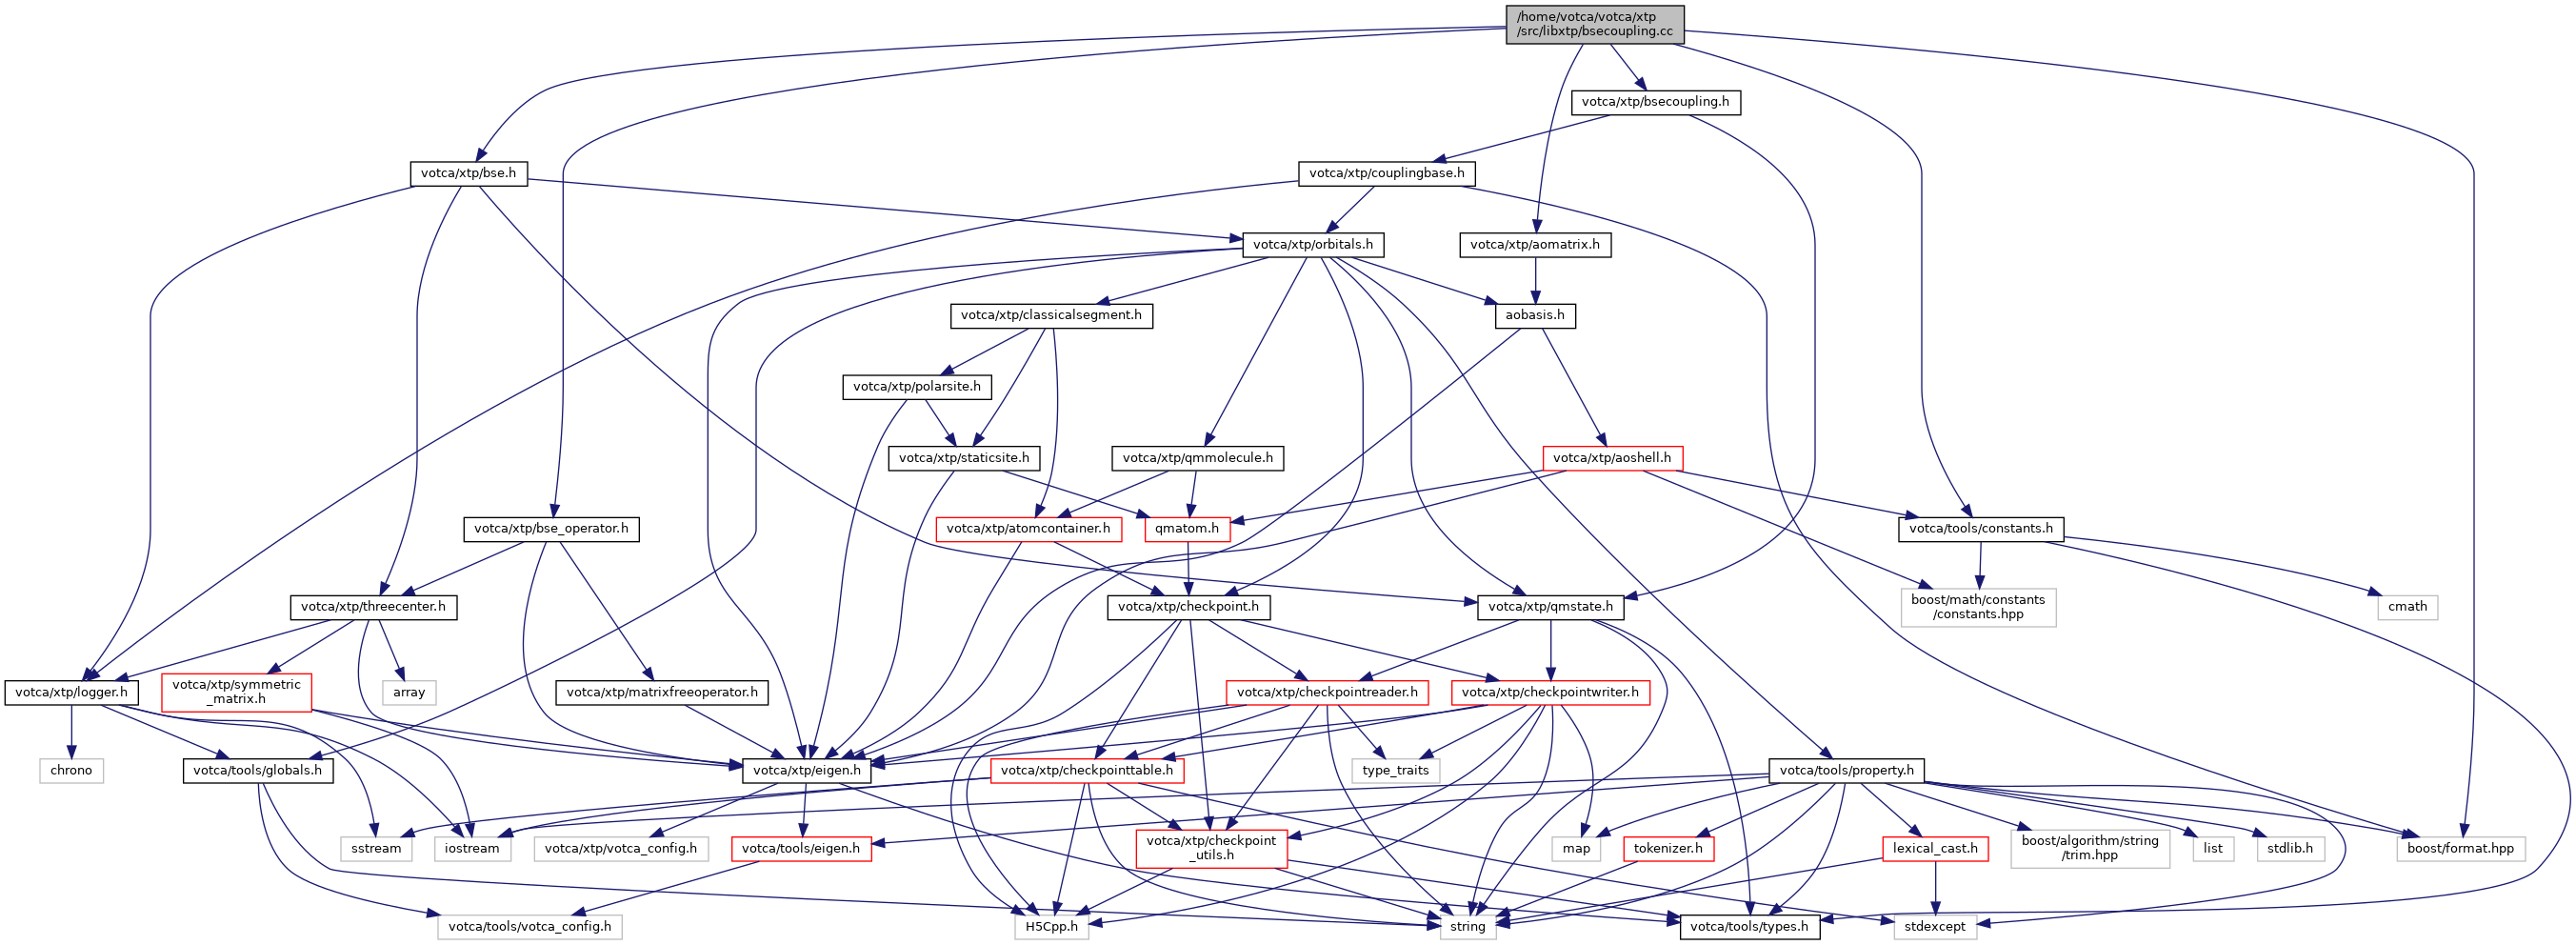 /home/votca/votca/xtp
/src/libxtp/bsecoupling.cc
votca/xtp/bsecoupling.h
votca/xtp/bse.h
votca/xtp/couplingbase.h
votca/xtp/orbitals.h
votca/xtp/aomatrix.h
votca/xtp/classicalsegment.h
aobasis.h
votca/xtp/polarsite.h
votca/xtp/staticsite.h
votca/xtp/qmmolecule.h
votca/xtp/aoshell.h
votca/xtp/bse_operator.h
votca/xtp/atomcontainer.h
qmatom.h
votca/tools/constants.h
votca/xtp/threecenter.h
votca/xtp/checkpoint.h
votca/xtp/qmstate.h
boost/math/constants
/constants.hpp
cmath
votca/xtp/logger.h
votca/xtp/symmetric
_matrix.h
array
votca/xtp/matrixfreeoperator.h
votca/xtp/checkpointreader.h
votca/xtp/checkpointwriter.h
chrono
votca/tools/globals.h
votca/xtp/eigen.h
votca/xtp/checkpointtable.h
type_traits
votca/tools/property.h
sstream
iostream
votca/xtp/votca_config.h
votca/tools/eigen.h
votca/xtp/checkpoint
_utils.h
map
tokenizer.h
lexical_cast.h
boost/algorithm/string
/trim.hpp
list
stdlib.h
boost/format.hpp
votca/tools/votca_config.h
H5Cpp.h
string
votca/tools/types.h
stdexcept